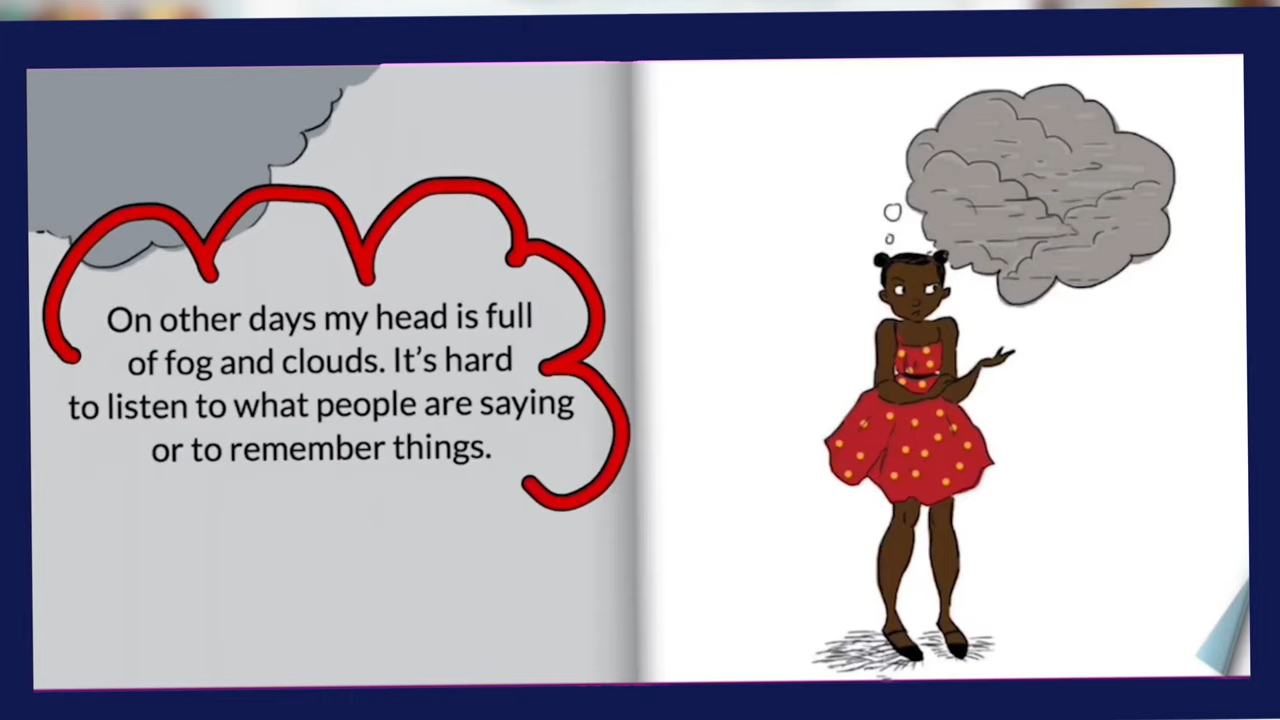 On other days my head is full
of fog and clouds. It's hard
to listen to what people are saying
or to remember things.